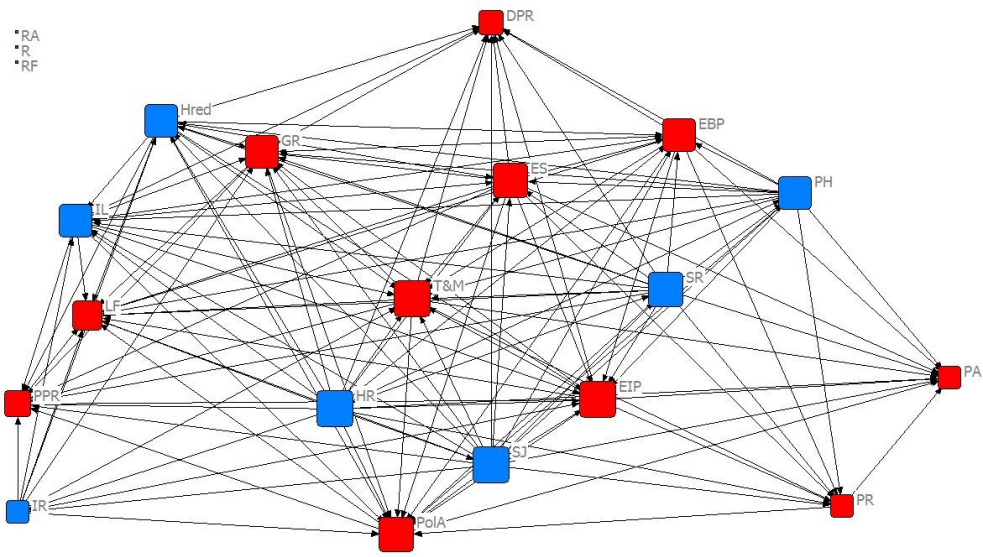 RA
R
RF
DPR
Hred
EBP
GR
ES
PH
IL
SR
T&M
LF
PA
EIP
PPR
HR
SJ
PR
IR
PolA